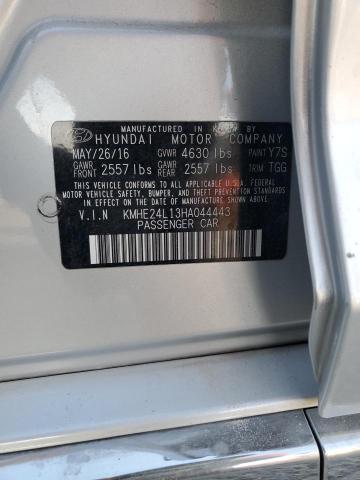 MANUFACTURED IN KOREA BY
HYUNDAI MOTOR COMPANY
MAY/26/16 GVWR 4630 lbs PAINT Y7S
GAWR FRONT 2557 lbs GAWR REAR 2557 lbs TRIM TGG
THIS VEHICLE CONFORMS TO ALL APPLICABLE U.S.A. FEDERAL
MOTOR VEHICLE SAFETY, BUMPER, AND THEFT PREVENTION STANDARDS
IN EFFECT ON THE DATE OF MANUFACTURE SHOWN ABOVE.
V.I.N KMHE24L13HA044443
PASSENGER CAR